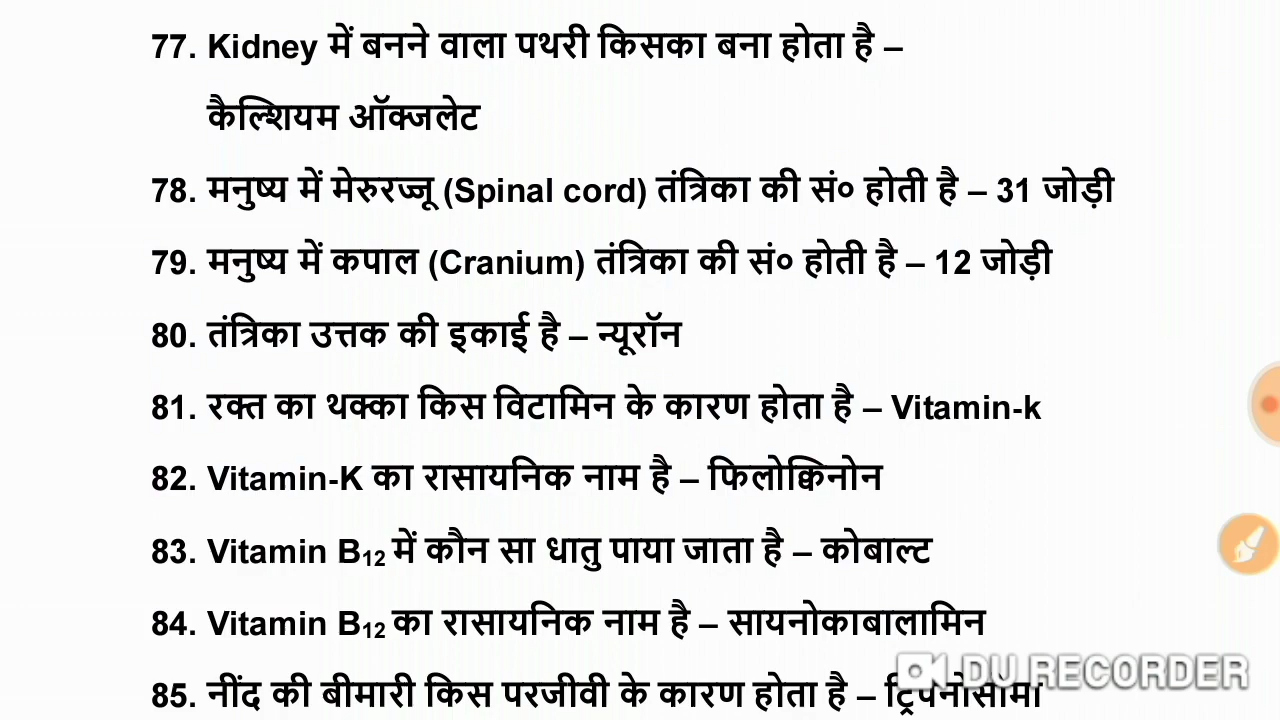 77. Kidney में बनने वाला पथरी किसका बना होता है –
कैल्शियम ऑक्जलेट
78. मनुष्य में मेरुरज्जू (Spinal cord) तंत्रिका की सं० होती है – 31 जोड़ी
79. मनुष्य में कपाल (Cranium) तंत्रिका की सं० होती है – 12 जोड़ी
80. तंत्रिका उत्तक की इकाई है – न्यूरॉन
81. रक्त का थक्का किस विटामिन के कारण होता है – Vitamin-k
82. Vitamin-K का रासायनिक नाम है – फिलोक्विनोन
83. Vitamin B₁₂ में कौन सा धातु पाया जाता है – कोबाल्ट
84. Vitamin B₁₂ का रासायनिक नाम है – सायनोकाबालामिन
85. नींद की बीमारी किस परजीवी के कारण होता है – ट्रिपनोसोमा
DU RECORDER